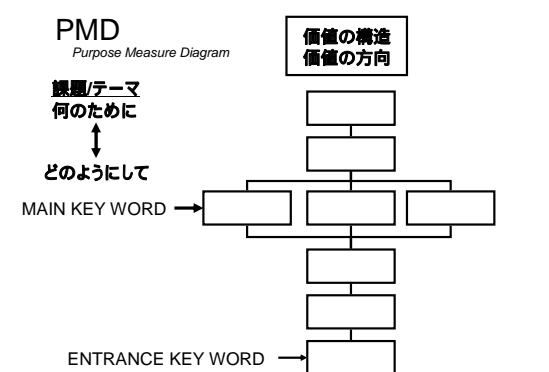 PMD
Purpose Measure Diagram
価値の構造
価値の方向
課題/テーマ
何のために
どのようにして
MAIN KEY WORD
ENTRANCE KEY WORD